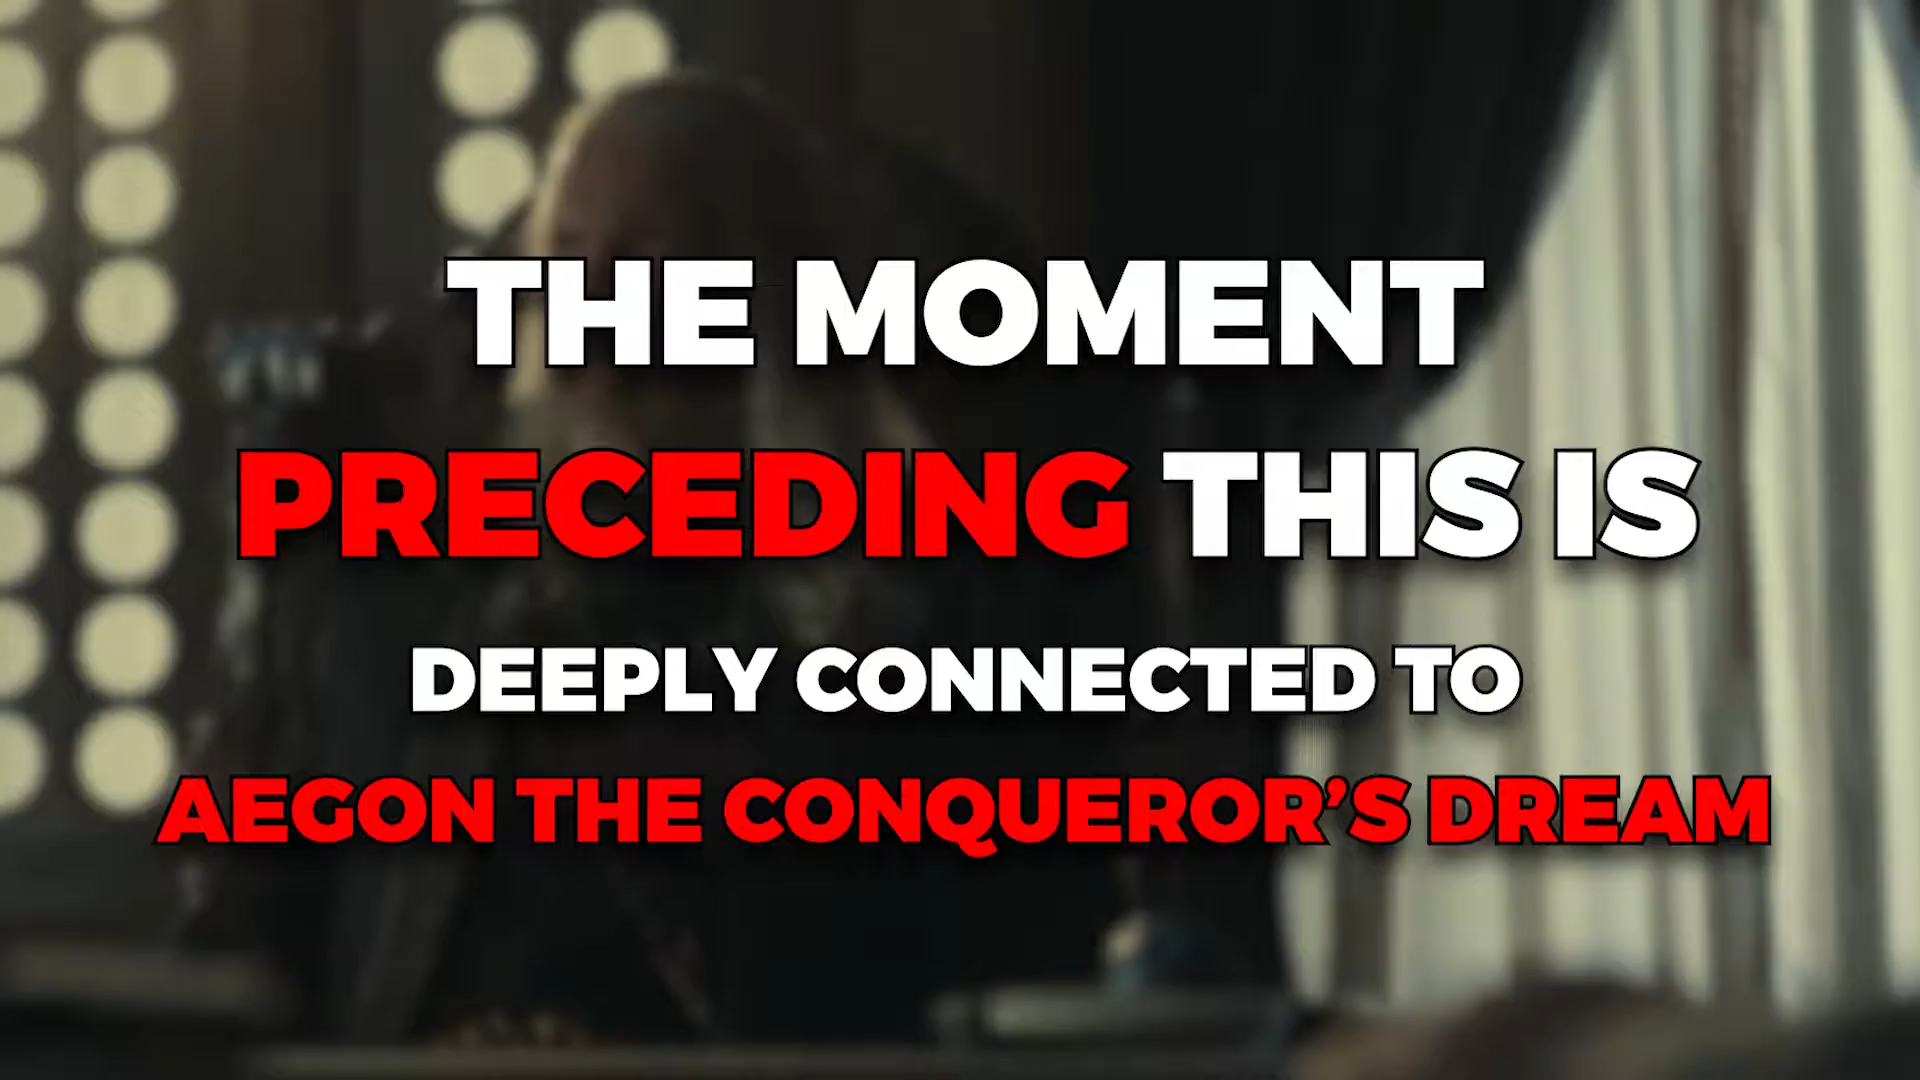 THE MOMENT
PRECEDING THIS IS
DEEPLY CONNECTED TO
AEGON THE CONQUEROR’S DREAM